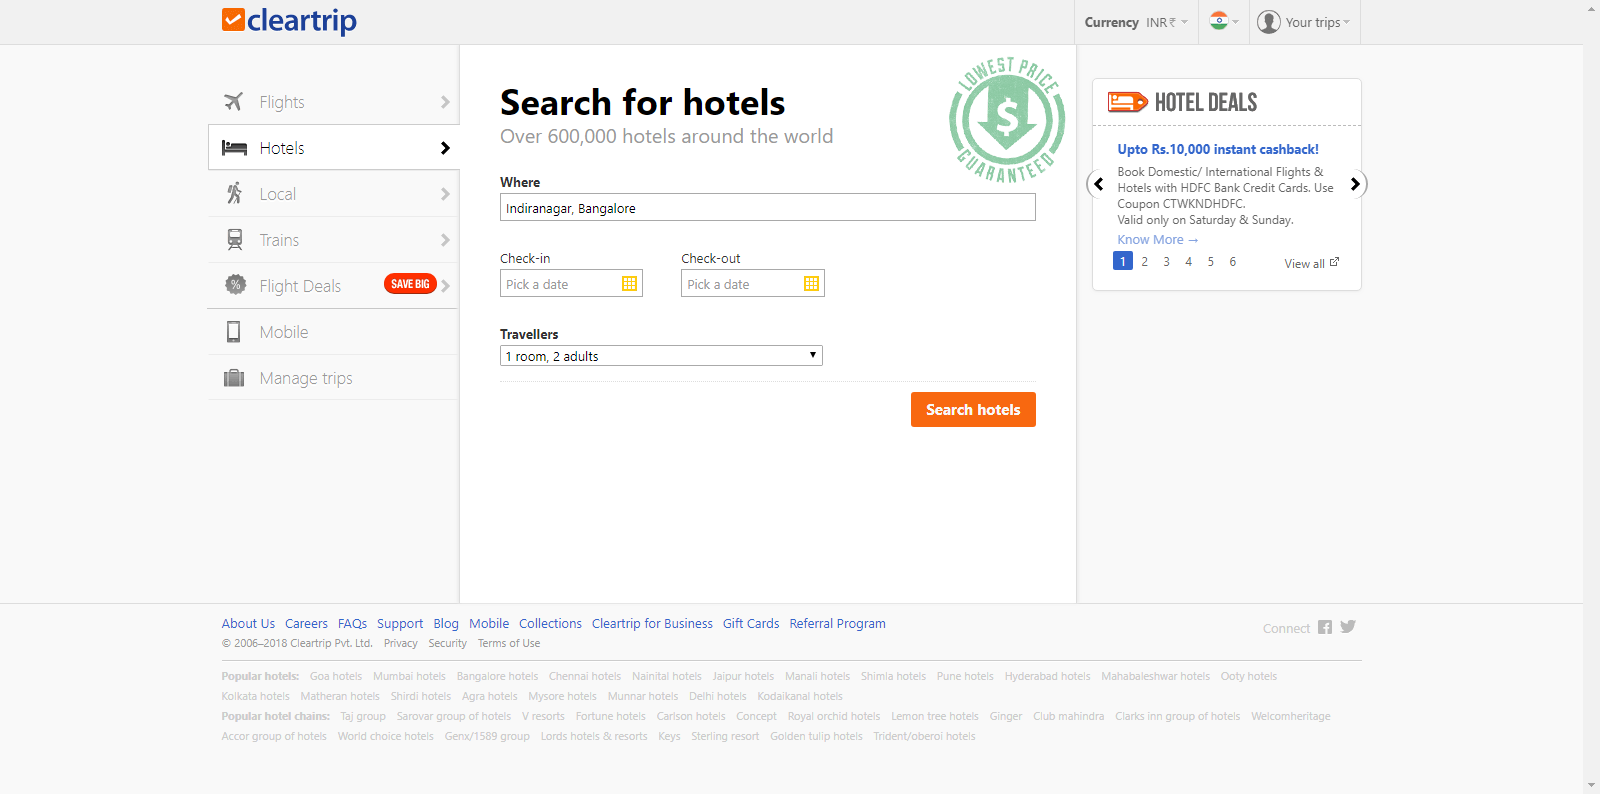 cleartrip
Currency INR₹
Your trips
Flights
Hotels
Local
Trains
Flight Deals SAVE BIG
Mobile
Manage trips
Search for hotels
Over 600,000 hotels around the world
LOWEST PRICE
$
GUARANTEED
Where
Indiranagar, Bangalore
Check-in Check-out
Pick a date Pick a date
Travellers
1 room, 2 adults
Search hotels
HOTEL DEALS
Upto Rs.10,000 instant cashback!
Book Domestic/ International Flights &
Hotels with HDFC Bank Credit Cards. Use
Coupon CTWKNDHDFC.
Valid only on Saturday & Sunday.
Know More →
1 2 3 4 5 6 View all
About Us Careers FAQs Support Blog Mobile Collections Cleartrip for Business Gift Cards Referral Program
© 2006–2018 Cleartrip Pvt. Ltd. Privacy Security Terms of Use
Connect
Popular hotels: Goa hotels Mumbai hotels Bangalore hotels Chennai hotels Nainital hotels Jaipur hotels Manali hotels Shimla hotels Pune hotels Hyderabad hotels Mahabaleshwar hotels Ooty hotels
Kolkata hotels Matheran hotels Shirdi hotels Agra hotels Mysore hotels Munnar hotels Delhi hotels Kodaikanal hotels
Popular hotel chains: Taj group Sarovar group of hotels V resorts Fortune hotels Carlson hotels Concept Royal orchid hotels Lemon tree hotels Ginger Club mahindra Clarks inn group of hotels Welcomheritage
Accor group of hotels World choice hotels Genx/1589 group Lords hotels & resorts Keys Sterling resort Golden tulip hotels Trident/oberoi hotels